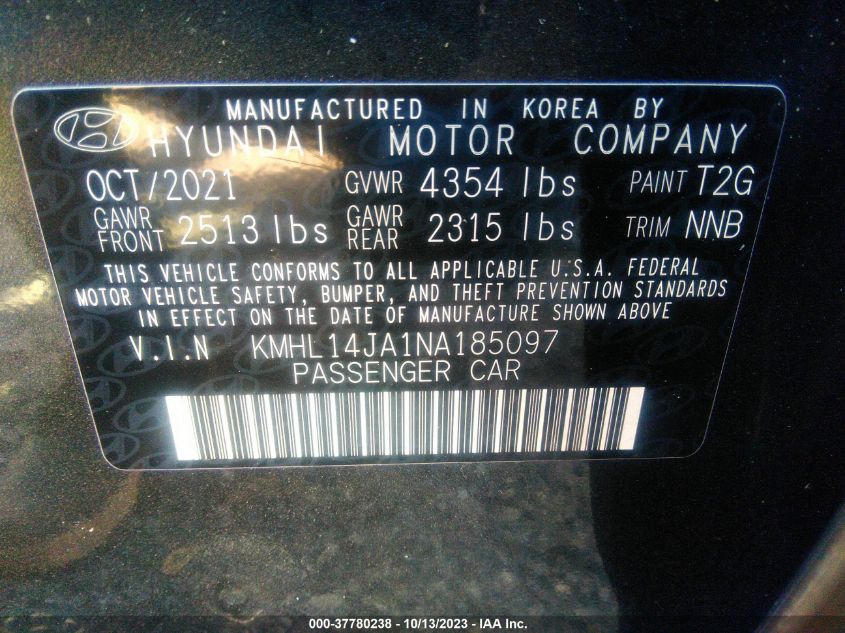 MANUFACTURED IN KOREA BY
HYUNDAI MOTOR COMPANY
OCT/2021 GVWR 4354 lbs PAINT T2G
GAWR FRONT 2513 lbs GAWR REAR 2315 lbs TRIM NNB
THIS VEHICLE CONFORMS TO ALL APPLICABLE U.S.A. FEDERAL
MOTOR VEHICLE SAFETY, BUMPER, AND THEFT PREVENTION STANDARDS
IN EFFECT ON THE DATE OF MANUFACTURE SHOWN ABOVE
V.I.N KMHL14JA1NA185097
PASSENGER CAR
000-37780238 - 10/13/2023 - IAA Inc.